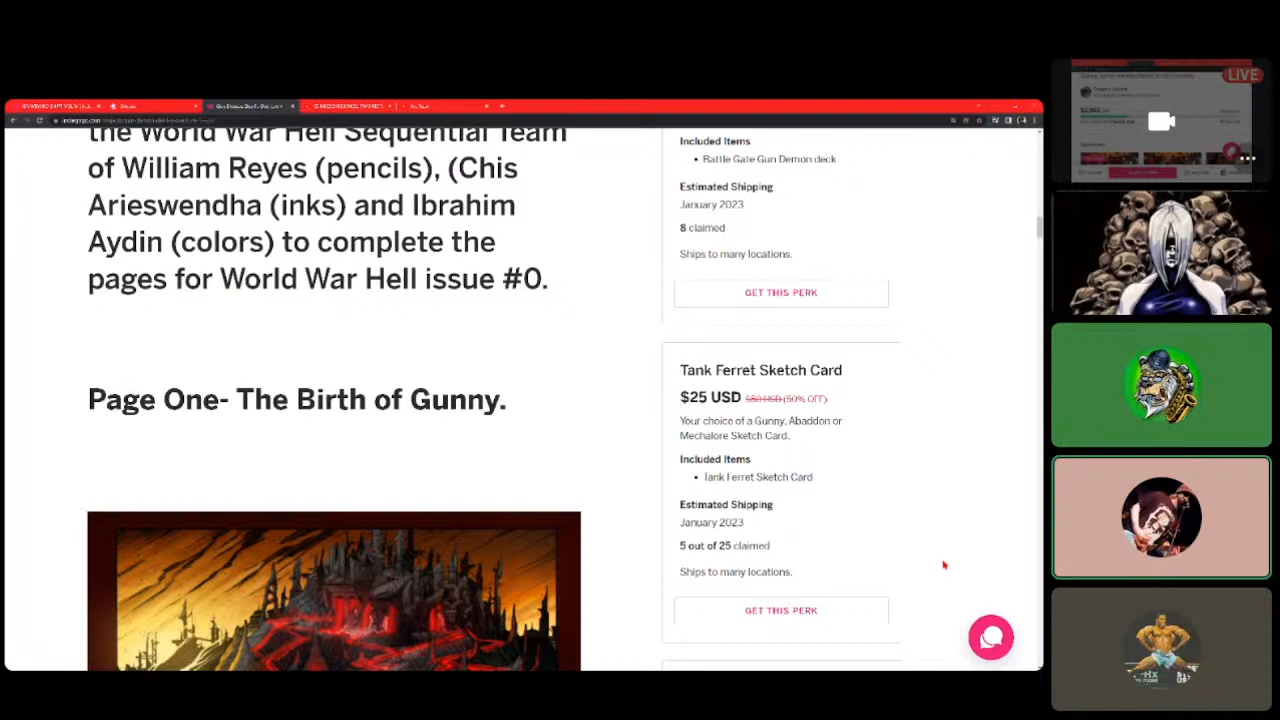 the World War Hell Sequential Team
of William Reyes (pencils), (Chis
Arieswendha (inks) and Ibrahim
Aydin (colors) to complete the
pages for World War Hell issue #0.
Page One- The Birth of Gunny.
Included Items
• Battle Gate Gun Demon deck
Estimated Shipping
January 2023
8 claimed
Ships to many locations.
GET THIS PERK
Tank Ferret Sketch Card
$25 USD $50 USD (50% OFF)
Your choice of a Gunny, Abaddon or
Mechalore Sketch Card.
Included Items
• Tank Ferret Sketch Card
Estimated Shipping
January 2023
5 out of 25 claimed
Ships to many locations.
GET THIS PERK
LIVE